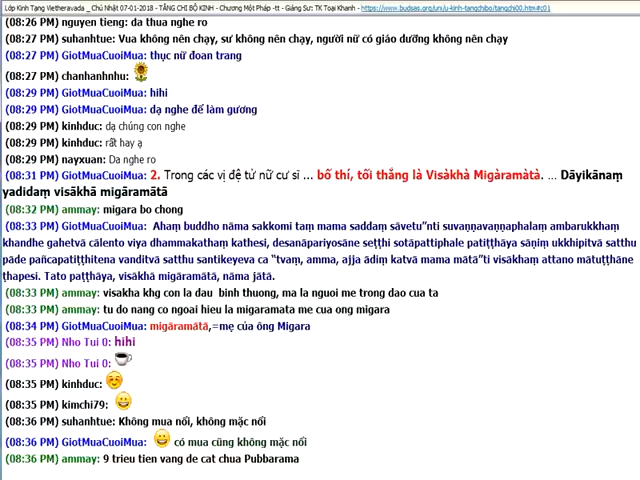 Lớp Kinh Tạng Vietheravada _ Chủ Nhật 07-01-2018 - TĂNG CHI BỘ KINH - Chương Một Pháp -tt - Giảng Sư: TK Toại Khanh - https://www.budsas.org/uni/u-kinh-tangchibo/tangchi00.htm#c01
(08:26 PM) nguyen tieng: da thua nghe ro
(08:27 PM) suhanhtue: Vua không nên chạy, sư không nên chạy, người nữ có giáo dưỡng không nên chạy
(08:27 PM) GiotMuaCuoiMua: thục nữ đoan trang
(08:27 PM) chanhanhnhu:
(08:29 PM) GiotMuaCuoiMua: hihi
(08:29 PM) GiotMuaCuoiMua: dạ nghe để làm gương
(08:29 PM) kinhduc: dạ chúng con nghe
(08:29 PM) kinhduc: rất hay ạ
(08:29 PM) nayxuan: Da nghe ro
(08:31 PM) GiotMuaCuoiMua: 2. Trong các vị đệ tử nữ cư sĩ ... bố thí, tối thắng là Visàkhà Migàramàtà. ... Dāyikānaṃ
yadidaṃ visākhā migāramātā
(08:32 PM) ammay: migara bo chong
(08:33 PM) GiotMuaCuoiMua: Ahaṃ buddho nāma sakkomi taṃ mama saddaṃ sāvetu”nti suvaṇṇavaṇṇaphalaṃ ambarukkhaṃ
khandhe gahetvā cālento viya dhammakathaṃ kathesi, desanāpariyosāne seṭṭhi sotāpattiphale patiṭṭhāya sāṇiṃ ukkhipitvā satthu
pāde pañcapatiṭṭhitena vanditvā satthu santikeyeva ca “tvaṃ, amma, ajja ādiṃ katvā mama mātā”ti visākhaṃ attano mātuṭṭhāne
ṭhapesi. Tato paṭṭhāya, visākhā migāramātā, nāma jātā.
(08:33 PM) ammay: visakha khg con la dau binh thuong, ma la nguoi me trong dao cua ta
(08:33 PM) ammay: tu do nang co ngoai hieu la migaramata me cua ong migara
(08:34 PM) GiotMuaCuoiMua: migāramātā,=mẹ của ông Migara
(08:35 PM) Nho Tui 0: hihi
(08:35 PM) Nho Tui 0:
(08:35 PM) kinhduc:
(08:35 PM) kimchi79:
(08:36 PM) suhanhtue: Không mua nổi, không mặc nổi
(08:36 PM) GiotMuaCuoiMua: có mua cũng không mặc nổi
(08:36 PM) ammay: 9 trieu tien vang de cat chua Pubbarama